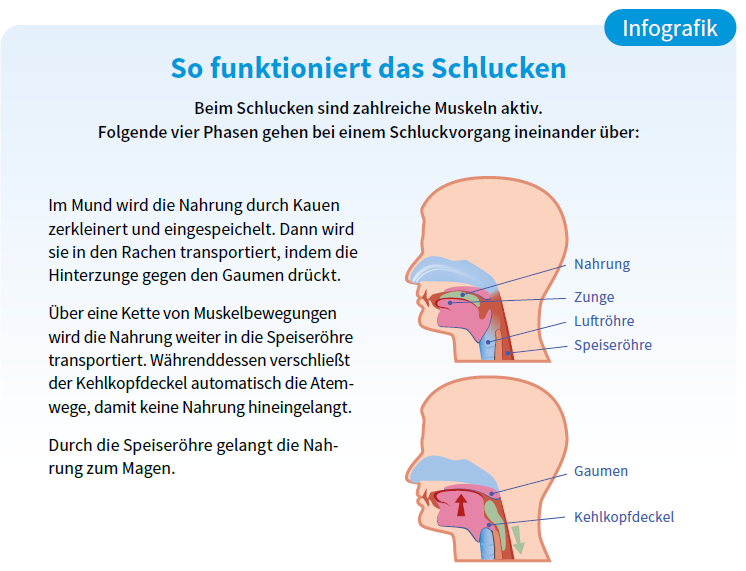 Infografik
So funktioniert das Schlucken
Beim Schlucken sind zahlreiche Muskeln aktiv.
Folgende vier Phasen gehen bei einem Schluckvorgang ineinander über:
Im Mund wird die Nahrung durch Kauen
zerkleinert und eingespeichelt. Dann wird
sie in den Rachen transportiert, indem die
Hinterzunge gegen den Gaumen drückt.
Über eine Kette von Muskelbewegungen
wird die Nahrung weiter in die Speiseröhre
transportiert. Währenddessen verschließt
der Kehlkopfdeckel automatisch die Atem-
wege, damit keine Nahrung hineingelangt.
Durch die Speiseröhre gelangt die Nah-
rung zum Magen.
Nahrung
Zunge
Luftröhre
Speiseröhre
Gaumen
Kehlkopfdeckel